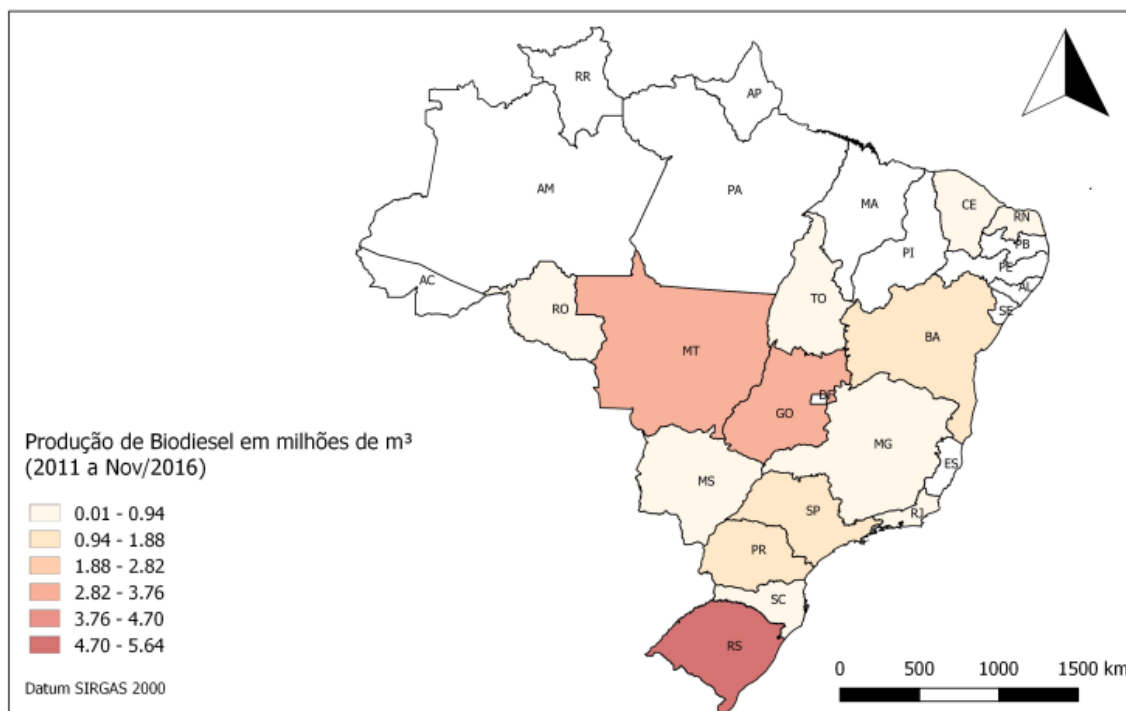 RR
AP
AM
PA
MA
CE
RN
PB
PI
PE
AL
SE
AC
TO
RO
BA
MT
DF
GO
MG
ES
MS
SP
RJ
PR
SC
RS
Produção de Biodiesel em milhões de m³
(2011 a Nov/2016)
0.01 - 0.94
0.94 - 1.88
1.88 - 2.82
2.82 - 3.76
3.76 - 4.70
4.70 - 5.64
Datum SIRGAS 2000
0 500 1000 1500 km